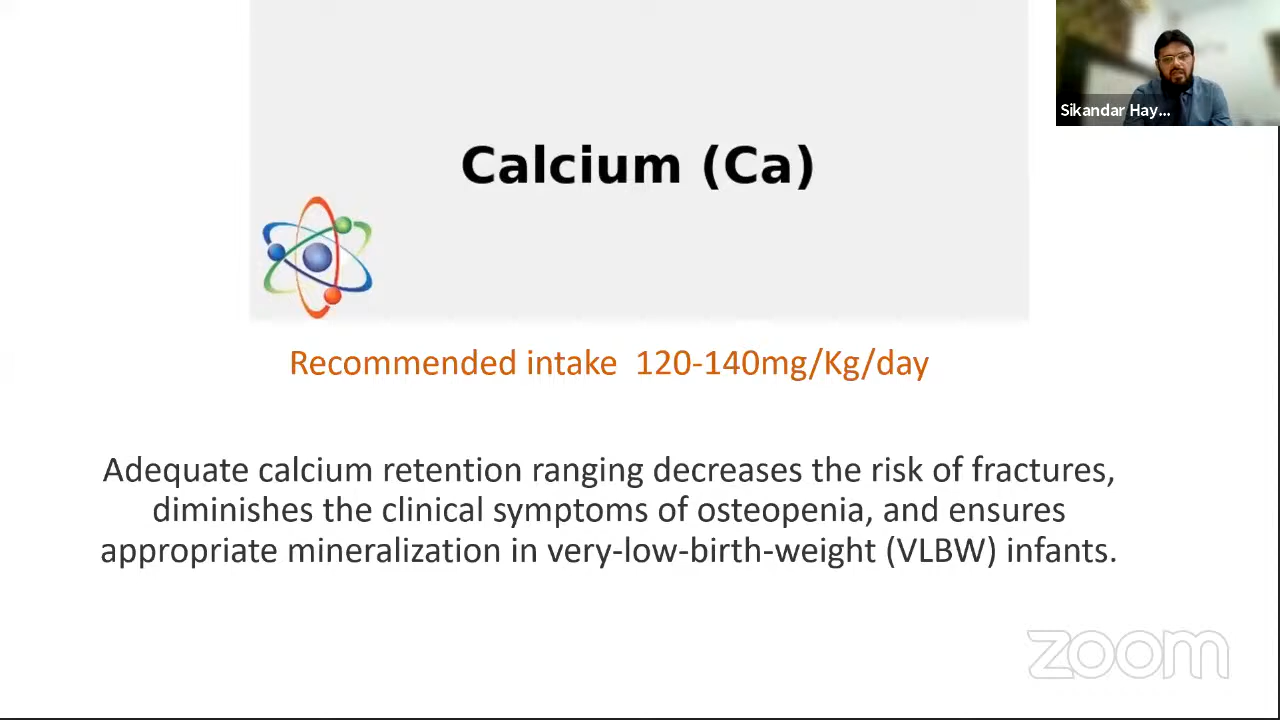 Calcium (Ca)
Sikandar Hay...
Recommended intake 120-140mg/Kg/day
Adequate calcium retention ranging decreases the risk of fractures,
diminishes the clinical symptoms of osteopenia, and ensures
appropriate mineralization in very-low-birth-weight (VLBW) infants.
zoom